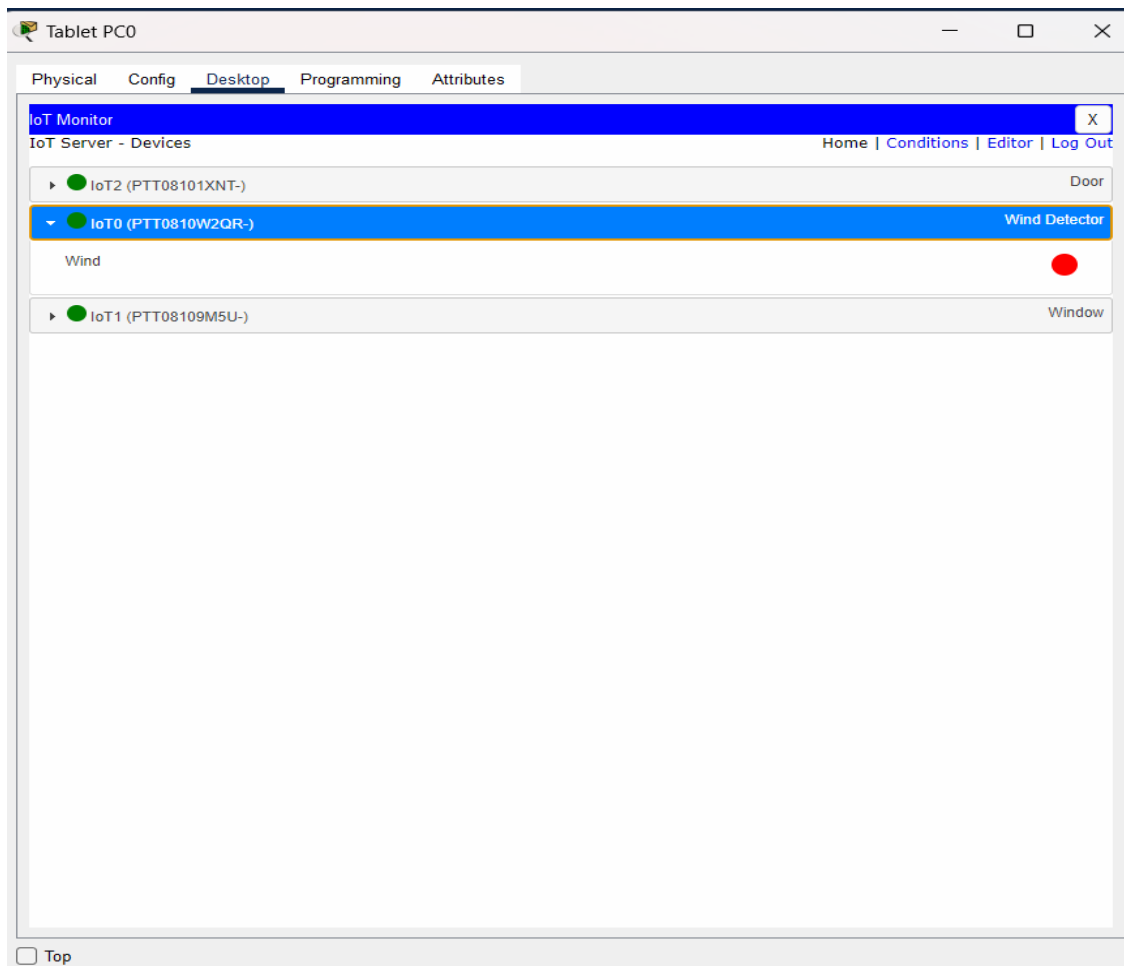 Tablet PC0
Physical Config Desktop Programming Attributes
IoT Monitor X
IoT Server - Devices Home | Conditions | Editor | Log Out
IoT2 (PTT08101XNT-) Door
IoT0 (PTT0810W2QR-) Wind Detector
Wind
IoT1 (PTT08109M5U-) Window
Top